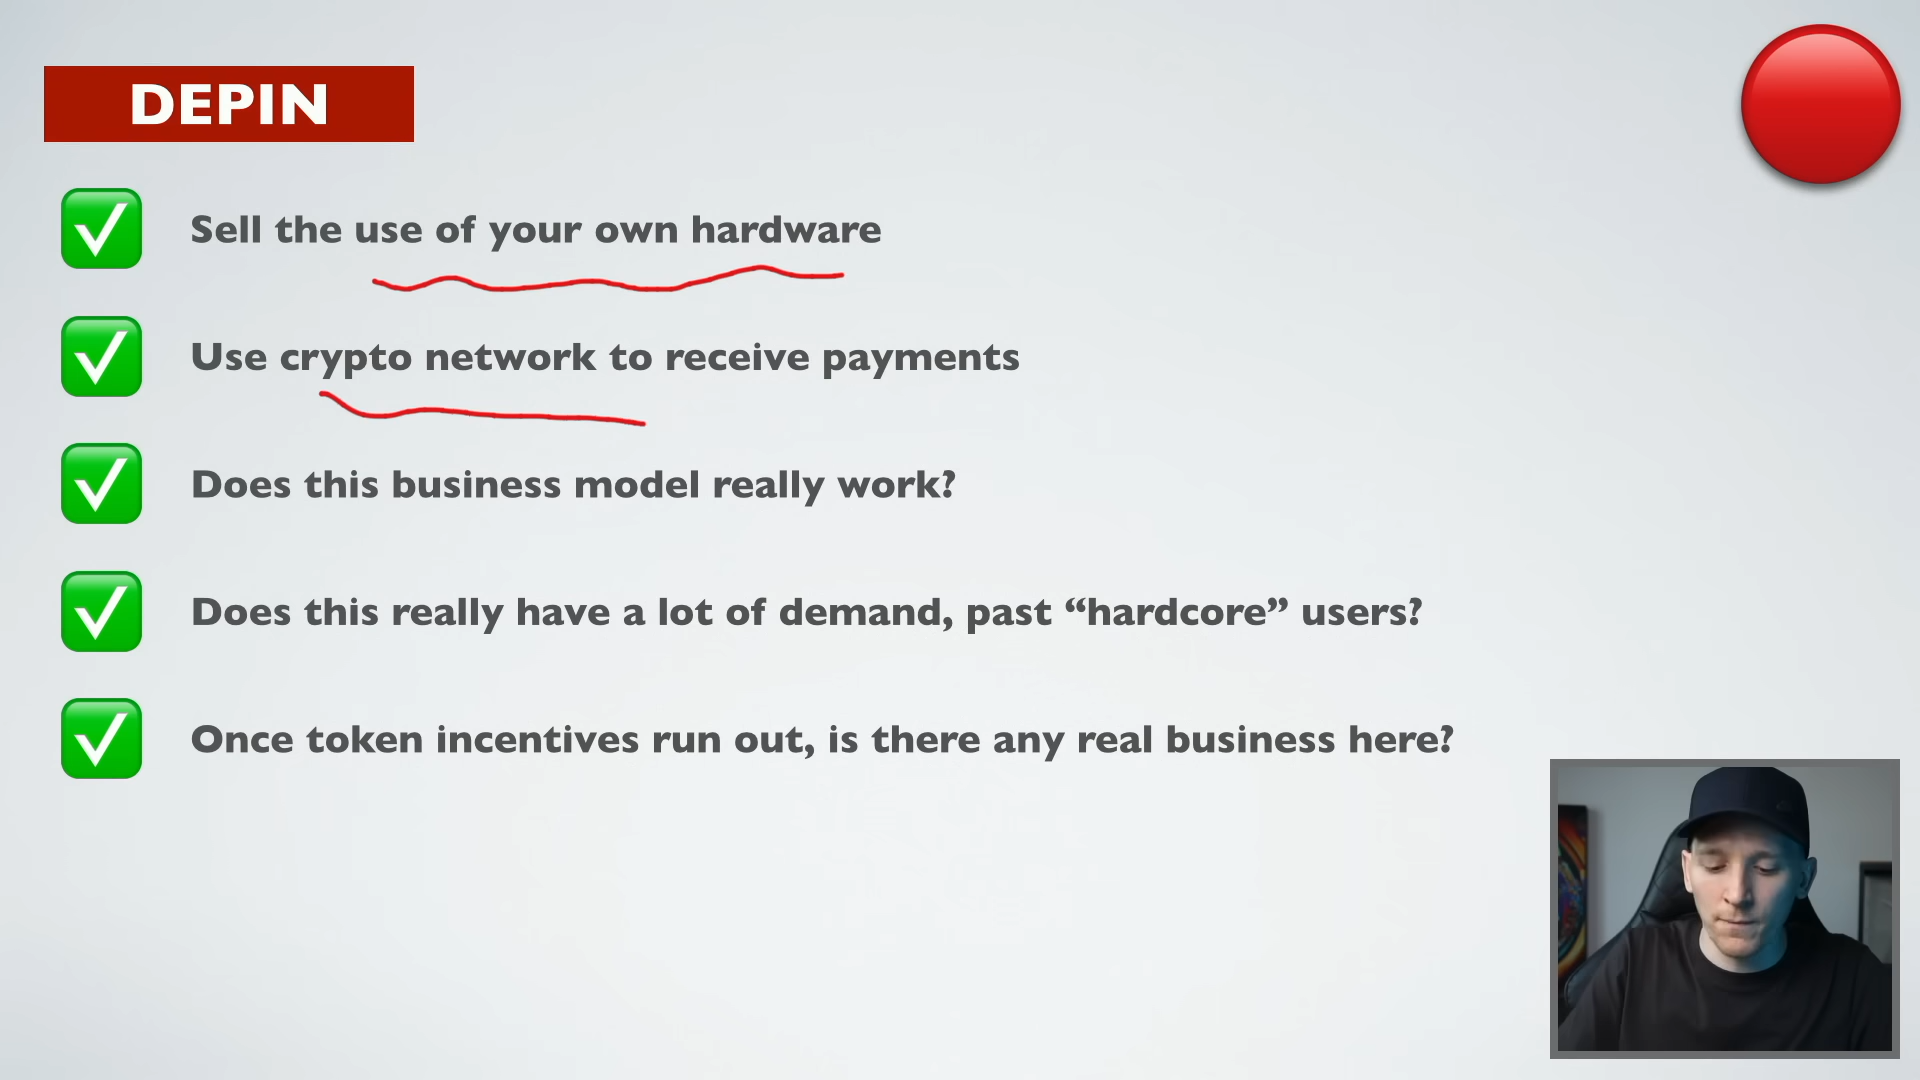 DEPIN
Sell the use of your own hardware
Use crypto network to receive payments
Does this business model really work?
Does this really have a lot of demand, past “hardcore” users?
Once token incentives run out, is there any real business here?